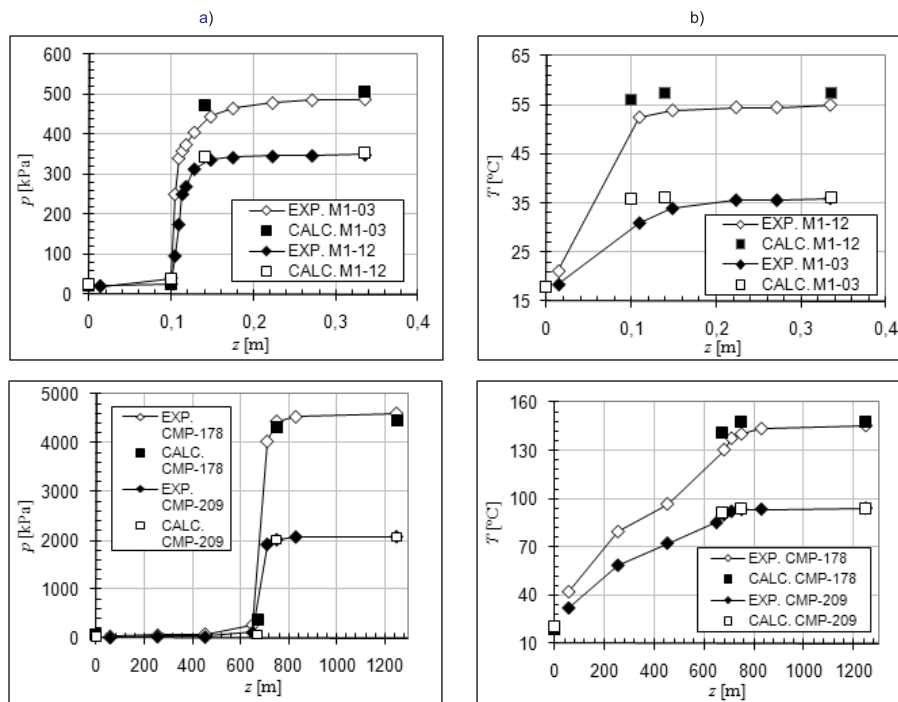 a)
b)
600
500
400
300
200
100
0
p [kPa]
EXP. M1-03
CALC. M1-03
EXP. M1-12
CALC. M1-12
0
0,1
0,2
0,3
0,4
z [m]
65
55
45
35
25
15
T [ºC]
EXP. M1-12
CALC. M1-12
EXP. M1-03
CALC. M1-03
0
0,1
0,2
0,3
0,4
z [m]
5000
4000
3000
2000
1000
0
p [kPa]
EXP.
CMP-178
CALC.
CMP-178
EXP.
CMP-209
CALC.
CMP-209
0
200
400
600
800
1000
1200
z [m]
160
130
100
70
40
10
T [ºC]
EXP. CMP-178
CALC. CMP-178
EXP. CMP-209
CALC. CMP-209
0
200
400
600
800
1000
1200
z [m]